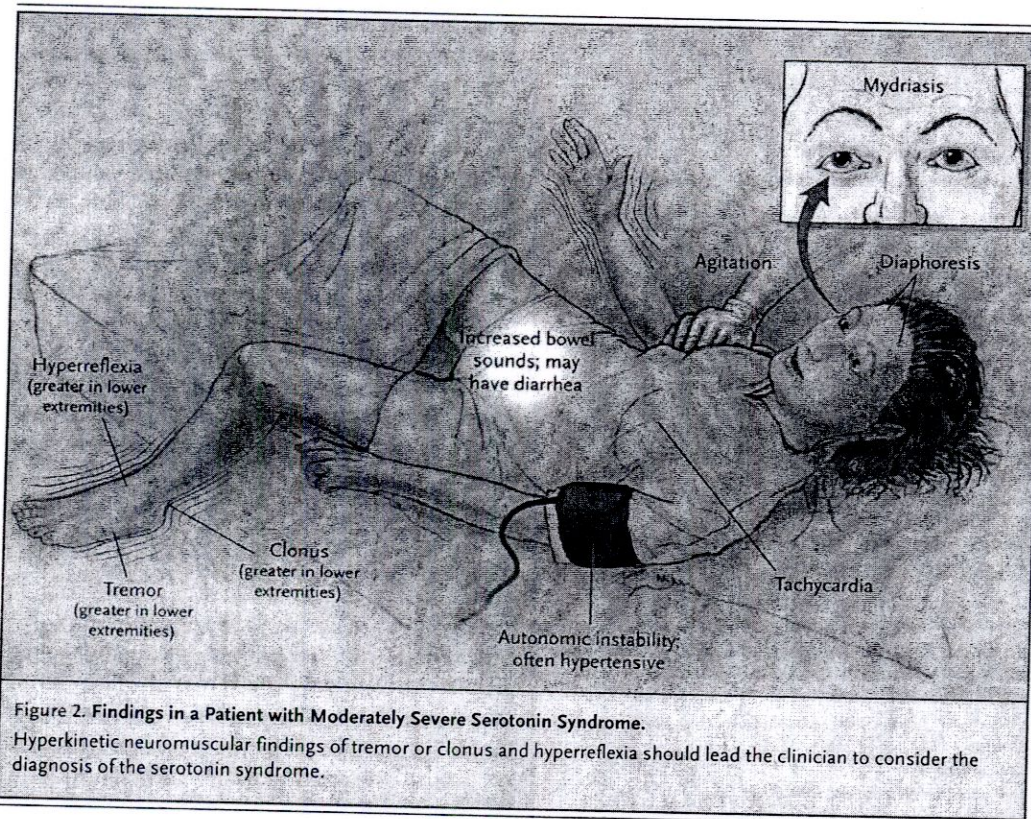 Mydriasis
Agitation
Diaphoresis
Increased bowel
sounds; may
have diarrhea
Hyperreflexia
(greater in lower
extremities)
Clonus
(greater in lower
extremities)
Tremor
(greater in lower
extremities)
Tachycardia
Autonomic instability;
often hypertensive
Figure 2. Findings in a Patient with Moderately Severe Serotonin Syndrome.
Hyperkinetic neuromuscular findings of tremor or clonus and hyperreflexia should lead the clinician to consider the
diagnosis of the serotonin syndrome.